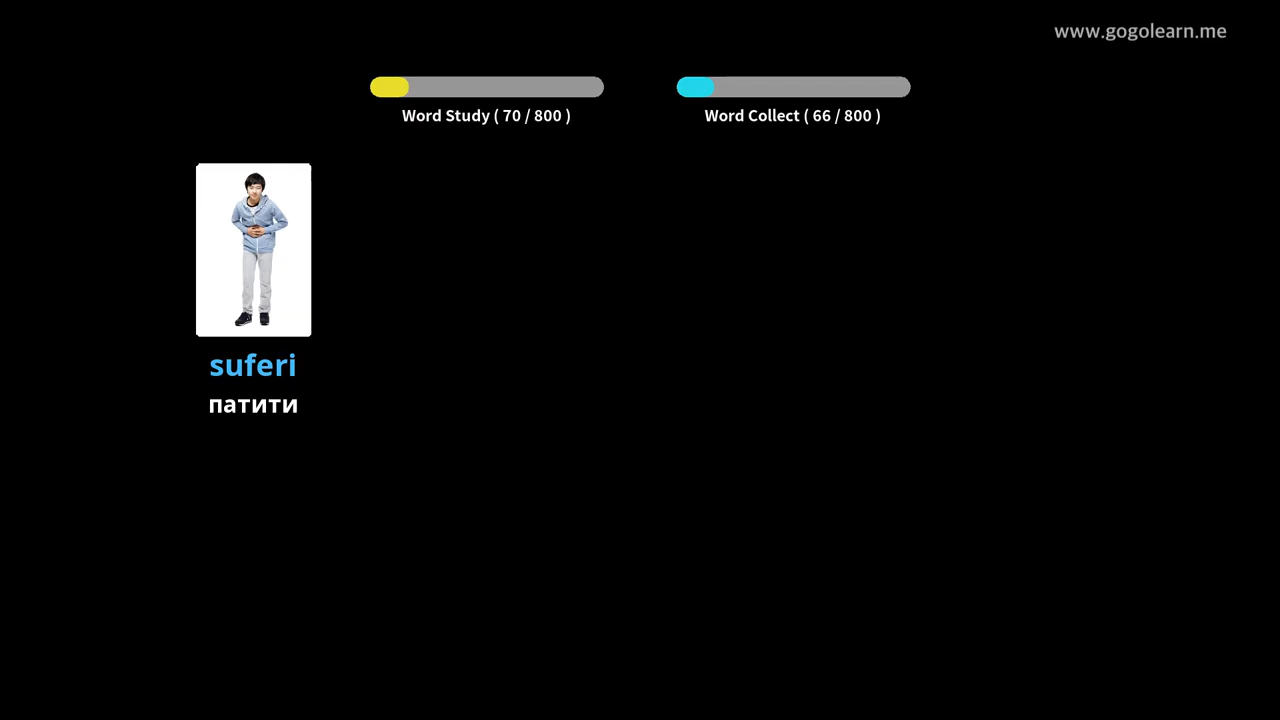 www.gogolearn.me
Word Study ( 70 / 800 )
Word Collect ( 66 / 800 )
suferi
патити